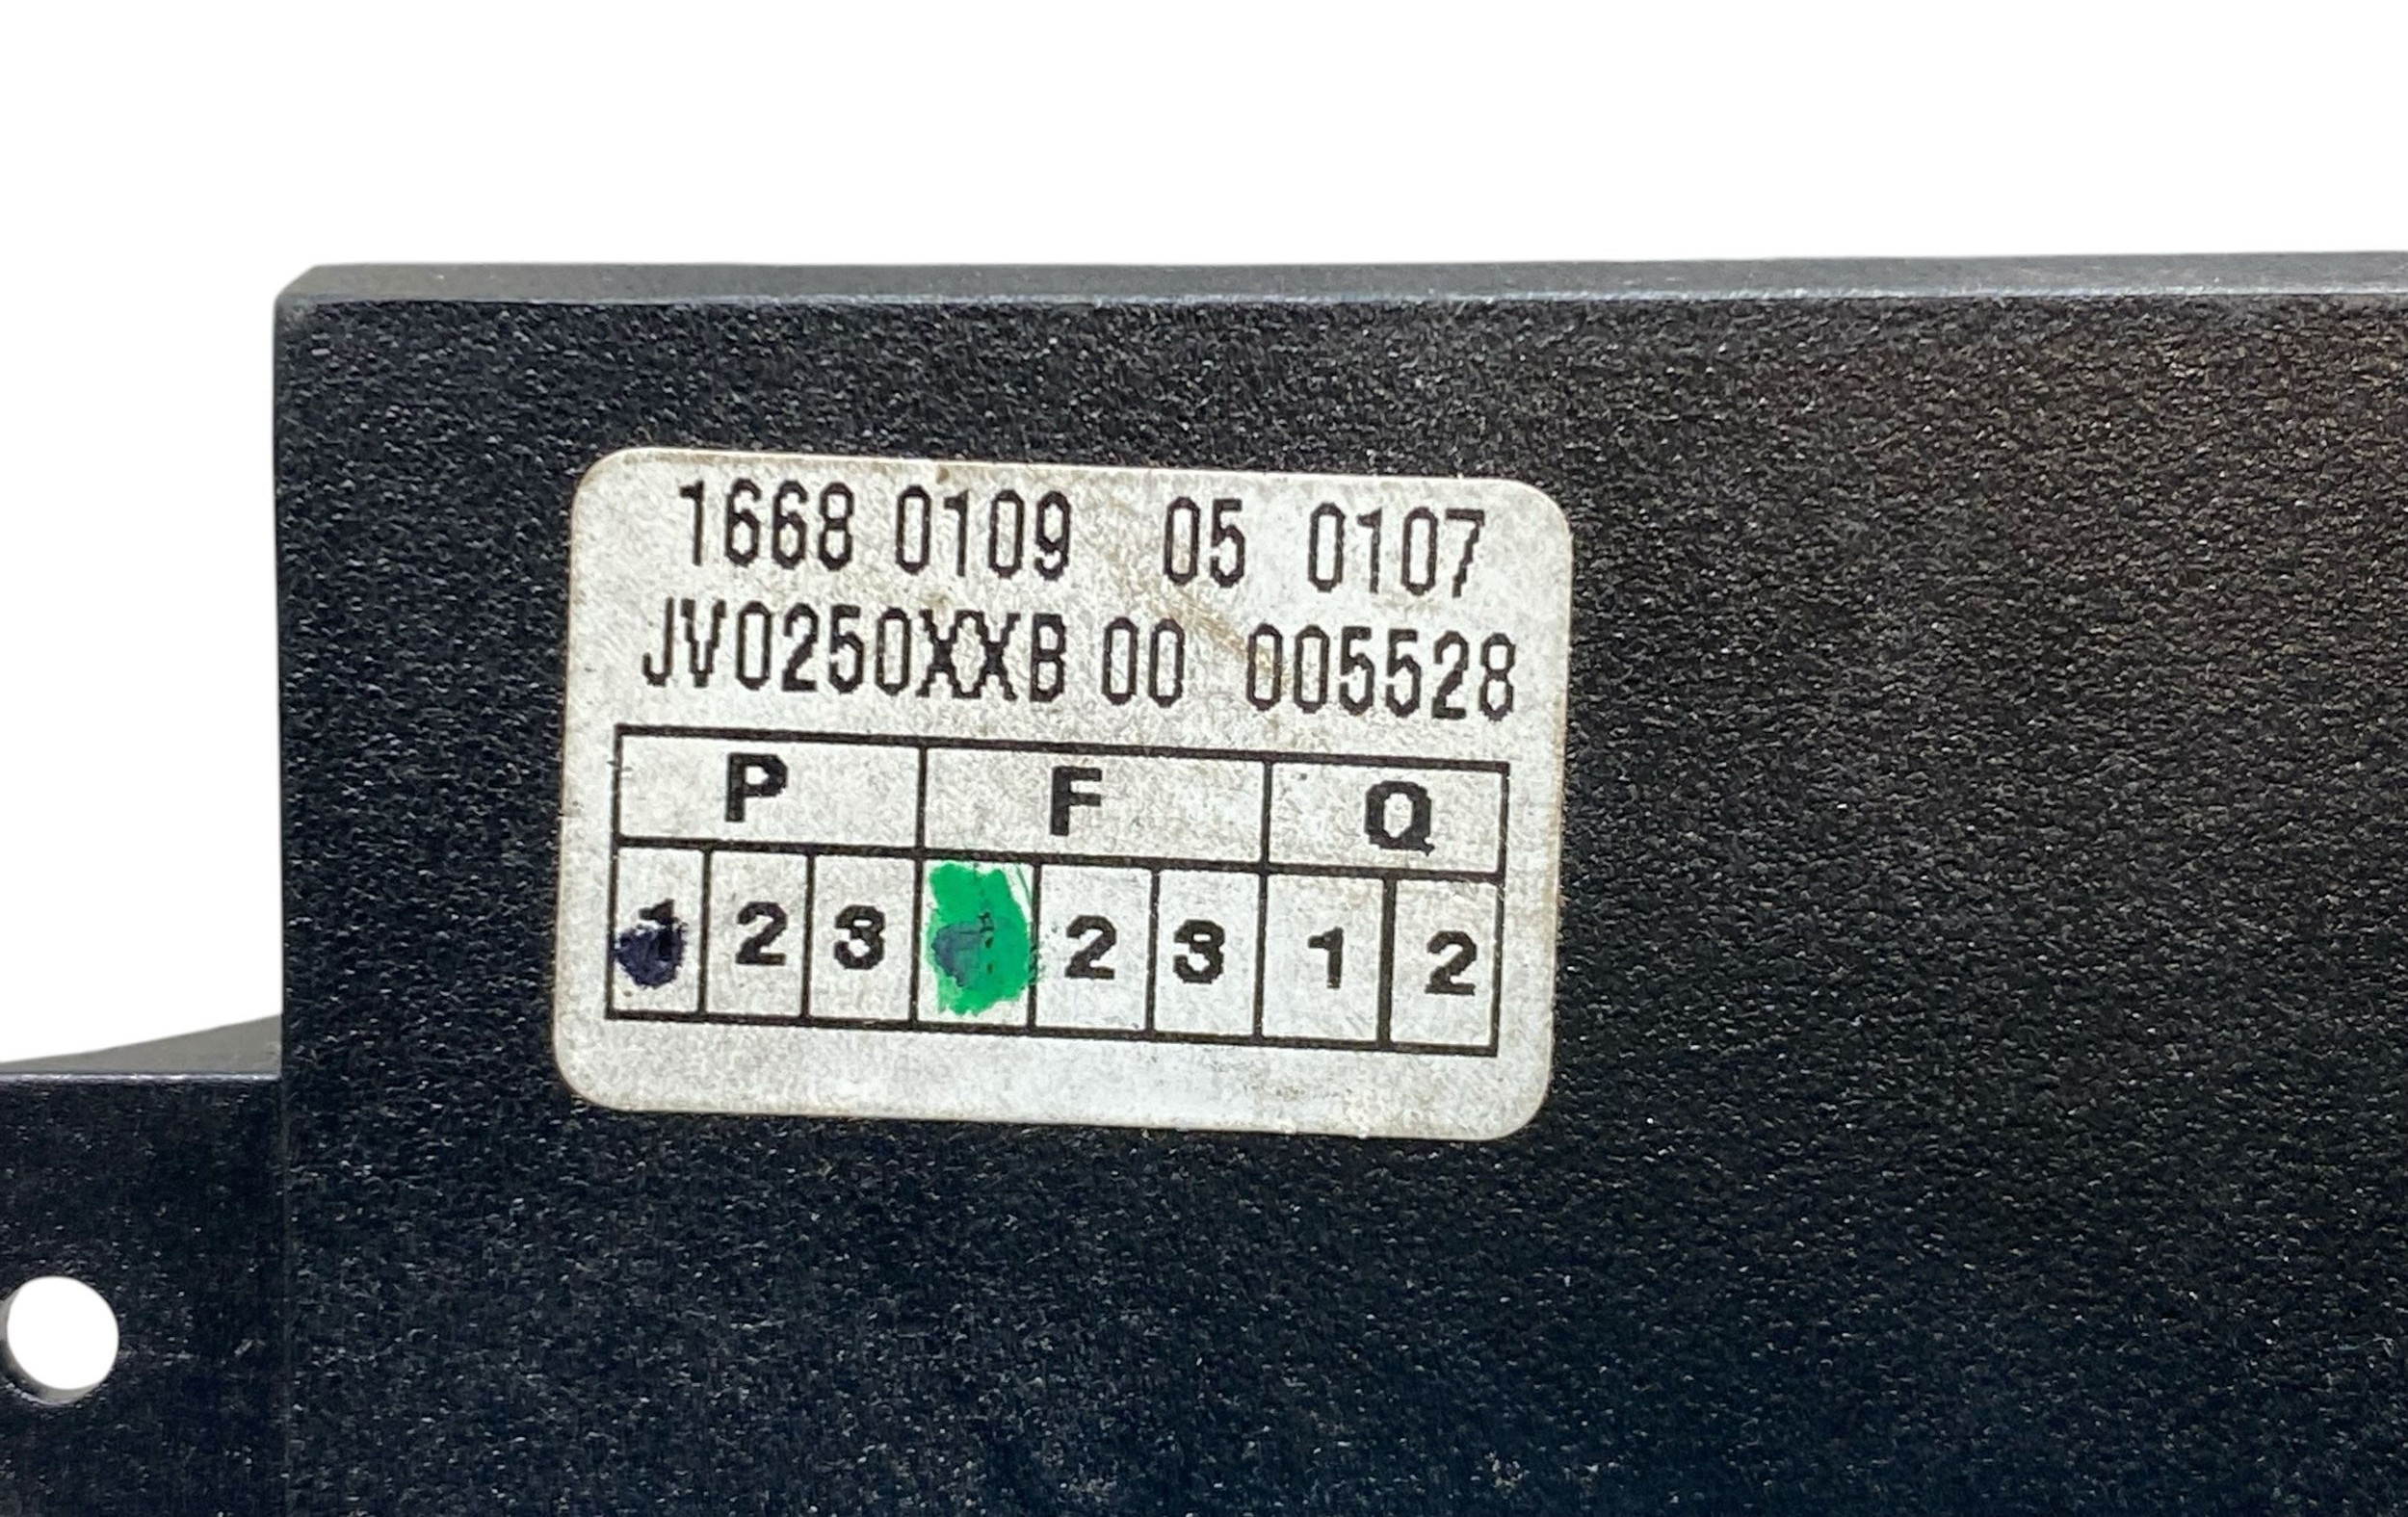 1668 0109 05 0107
JV0250XXB 00 005528
P F Q
1 2 3 2 3 1 2